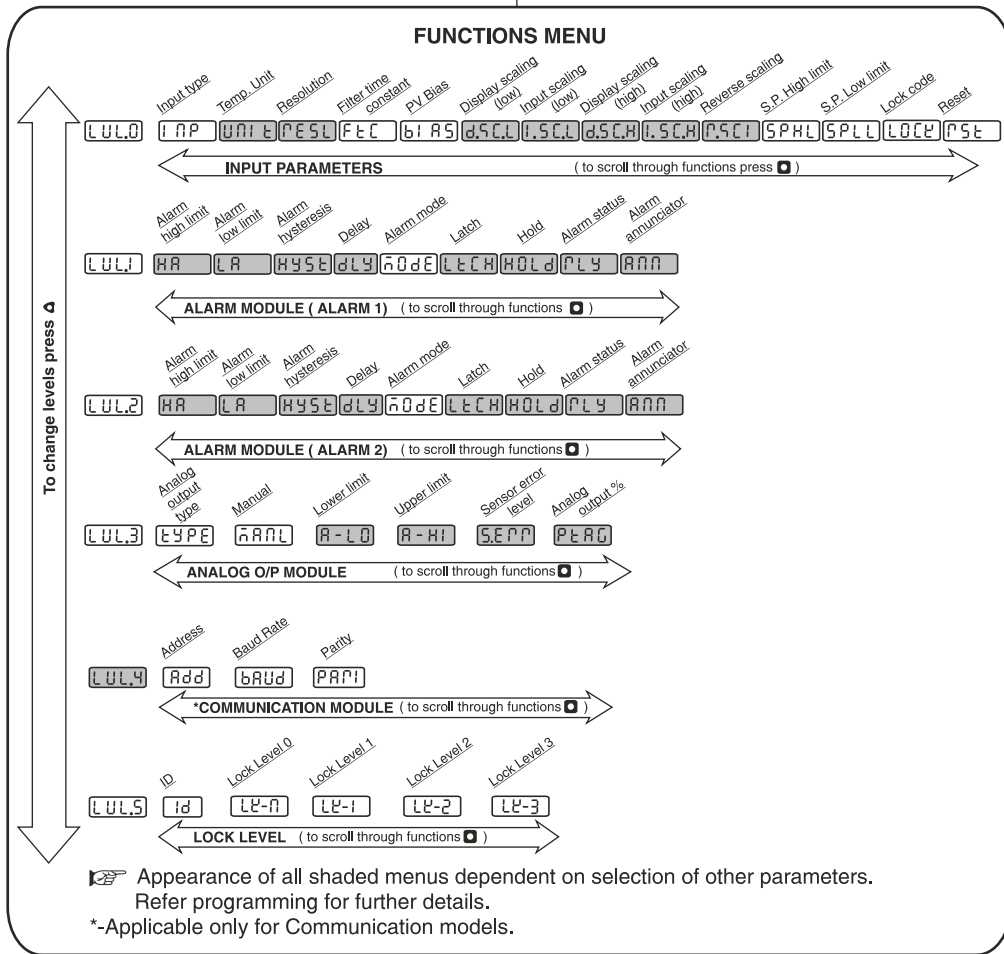 FUNCTIONS MENU
To change levels press
Input type
Temp. Unit
Resolution
Filter time constant
PV Bias
Display scaling (low)
Input scaling (low)
Display scaling (high)
Input scaling (high)
Reverse scaling
S.P. High limit
S.P. Low limit
Lock code
Reset
LUL.0 INP UNIt RESL FtC bIAS d.SC.L I.SC.L d.SC.H I.SC.H R.SCI SPHL SPLL LOCK RSt
INPUT PARAMETERS ( to scroll through functions press )
Alarm high limit
Alarm low limit
Alarm hysteresis
Delay
Alarm mode
Latch
Hold
Alarm status
Alarm annunciator
LUL.1 HA LA HYSt dLY MOdE LtCH HOLd RLY ANN
ALARM MODULE ( ALARM 1) ( to scroll through functions )
Alarm high limit
Alarm low limit
Alarm hysteresis
Delay
Alarm mode
Latch
Hold
Alarm status
Alarm annunciator
LUL.2 HA LA HYSt dLY MOdE LtCH HOLd RLY ANN
ALARM MODULE ( ALARM 2) ( to scroll through functions )
Analog output type
Manual
Lower limit
Upper limit
Sensor error level
Analog output %
LUL.3 tYPE MANL A-LO A-HI S.ERR PtAG
ANALOG O/P MODULE ( to scroll through functions )
Address
Baud Rate
Parity
LUL.4 Add bAUd PARI
*COMMUNICATION MODULE ( to scroll through functions )
ID
Lock Level 0
Lock Level 1
Lock Level 2
Lock Level 3
LUL.5 Id LK-0 LK-1 LK-2 LK-3
LOCK LEVEL ( to scroll through functions )
Appearance of all shaded menus dependent on selection of other parameters.
Refer programming for further details.
*-Applicable only for Communication models.